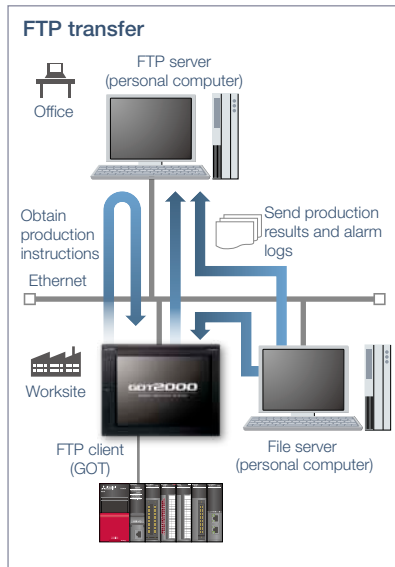 FTP transfer
FTP server
(personal computer)
Office
Obtain
production
instructions
Send production
results and alarm
logs
Ethernet
GOT2000
Worksite
FTP client
(GOT)
File server
(personal computer)